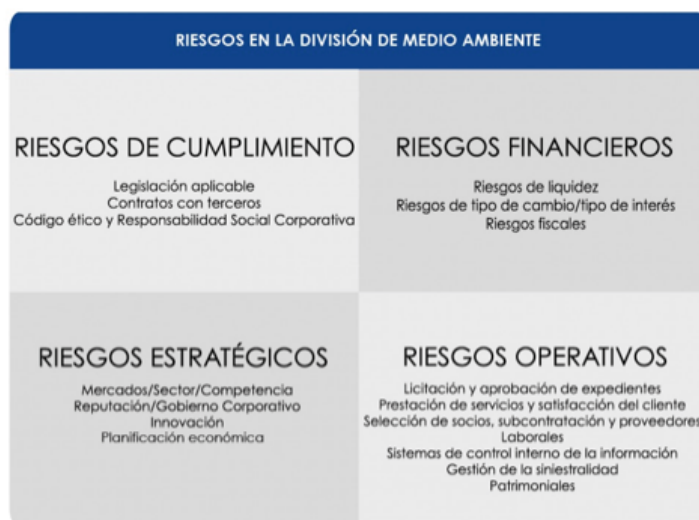 RIESGOS EN LA DIVISIÓN DE MEDIO AMBIENTE
RIESGOS DE CUMPLIMIENTO
Legislación aplicable
Contratos con terceros
Código ético y Responsabilidad Social Corporativa
RIESGOS FINANCIEROS
Riesgos de liquidez
Riesgos de tipo de cambio/tipo de interés
Riesgos fiscales
RIESGOS ESTRATÉGICOS
Mercados/Sector/Competencia
Reputación/Gobierno Corporativo
Innovación
Planificación económica
RIESGOS OPERATIVOS
Licitación y aprobación de expedientes
Prestación de servicios y satisfacción del cliente
Selección de socios, subcontratación y proveedores
Laborales
Sistemas de control interno de la información
Gestión de la siniestralidad
Patrimoniales